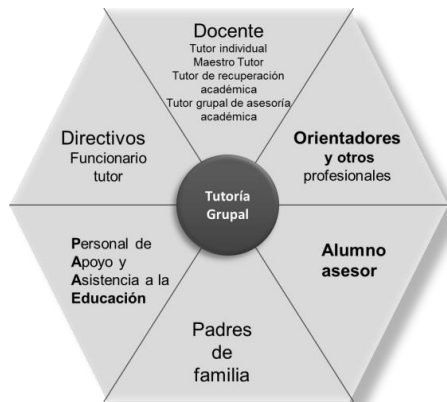 Docente
Tutor individual
Maestro Tutor
Tutor de recuperación
académica
Tutor grupal de asesoría
académica
Directivos
Funcionario
tutor
Orientadores
y otros
profesionales
Tutoría
Grupal
Personal de
Apoyo y
Asistencia a la
Educación
Alumno
asesor
Padres
de
familia